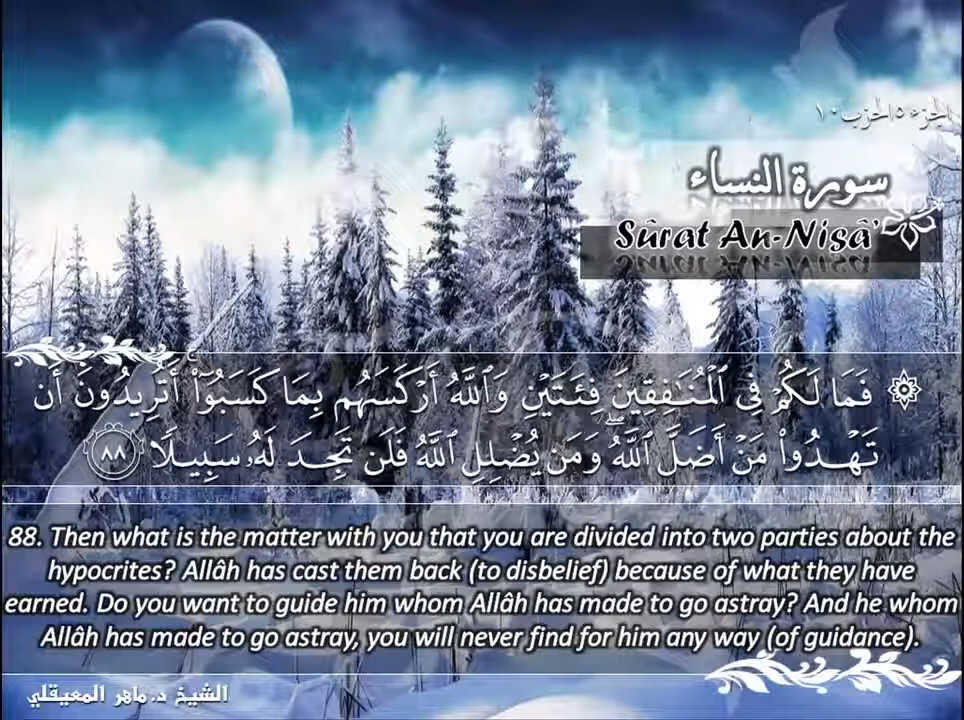 الجزء ٥ الحزب ١٠
سورة النساء
Sûrat An-Nisâ'
۞ فَمَا لَكُمْ فِى ٱلْمُنَٰفِقِينَ فِئَتَيْنِ وَٱللَّهُ أَرْكَسَهُم بِمَا كَسَبُوٓا۟ ۚ أَتُرِيدُونَ أَن
تَهْدُوا۟ مَنْ أَضَلَّ ٱللَّهُ ۖ وَمَن يُضْلِلِ ٱللَّهُ فَلَن تَجِدَ لَهُۥ سَبِيلًا ٨٨
88. Then what is the matter with you that you are divided into two parties about the
hypocrites? Allâh has cast them back (to disbelief) because of what they have
earned. Do you want to guide him whom Allâh has made to go astray? And he whom
Allâh has made to go astray, you will never find for him any way (of guidance).
الشيخ د. ماهر المعيقلي